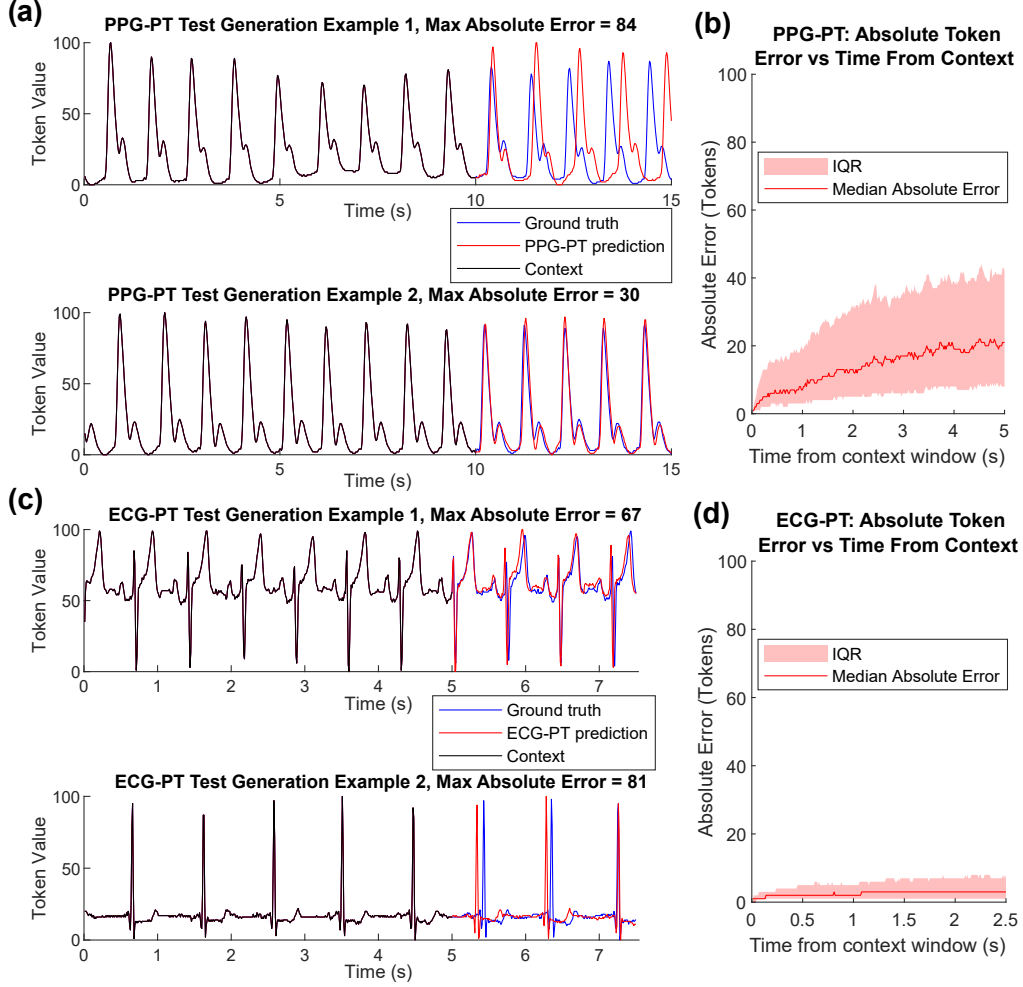 (a)
PPG-PT Test Generation Example 1, Max Absolute Error = 84
100
50
0
Token Value
0
5
10
15
Time (s)
Ground truth
PPG-PT prediction
Context
PPG-PT Test Generation Example 2, Max Absolute Error = 30
100
50
0
Token Value
0
5
10
15
Time (s)
(b)
PPG-PT: Absolute Token
Error vs Time From Context
100
80
60
40
20
0
Absolute Error (Tokens)
IQR
Median Absolute Error
0
1
2
3
4
5
Time from context window (s)
(c)
ECG-PT Test Generation Example 1, Max Absolute Error = 67
100
50
0
Token Value
0
1
2
3
4
5
6
7
Time (s)
Ground truth
ECG-PT prediction
Context
ECG-PT Test Generation Example 2, Max Absolute Error = 81
100
50
0
Token Value
0
1
2
3
4
5
6
7
Time (s)
(d)
ECG-PT: Absolute Token
Error vs Time From Context
100
80
60
40
20
0
Absolute Error (Tokens)
IQR
Median Absolute Error
0
0.5
1
1.5
2
2.5
Time from context window (s)